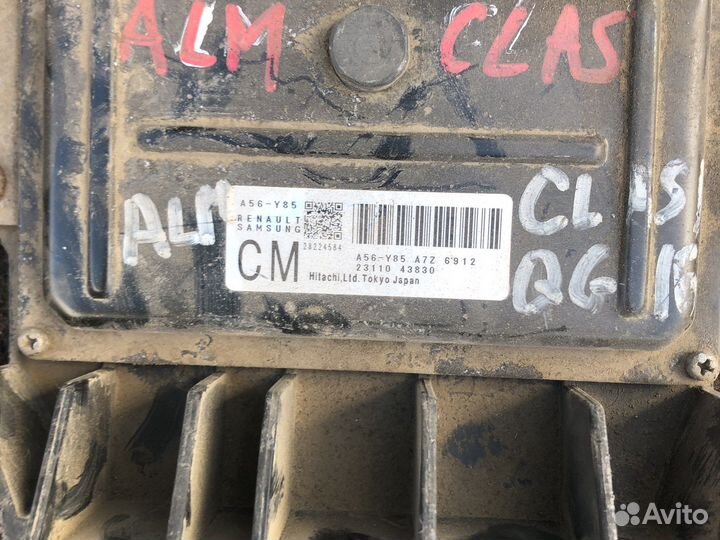 ALM CLAS
ALM
CLAS
QG 16
A56-Y85
RENAULT
SAMSUNG
28224584
CM
A56-Y85 A7Z 6912
23110 43830
Hitachi,Ltd.Tokyo Japan
Avito